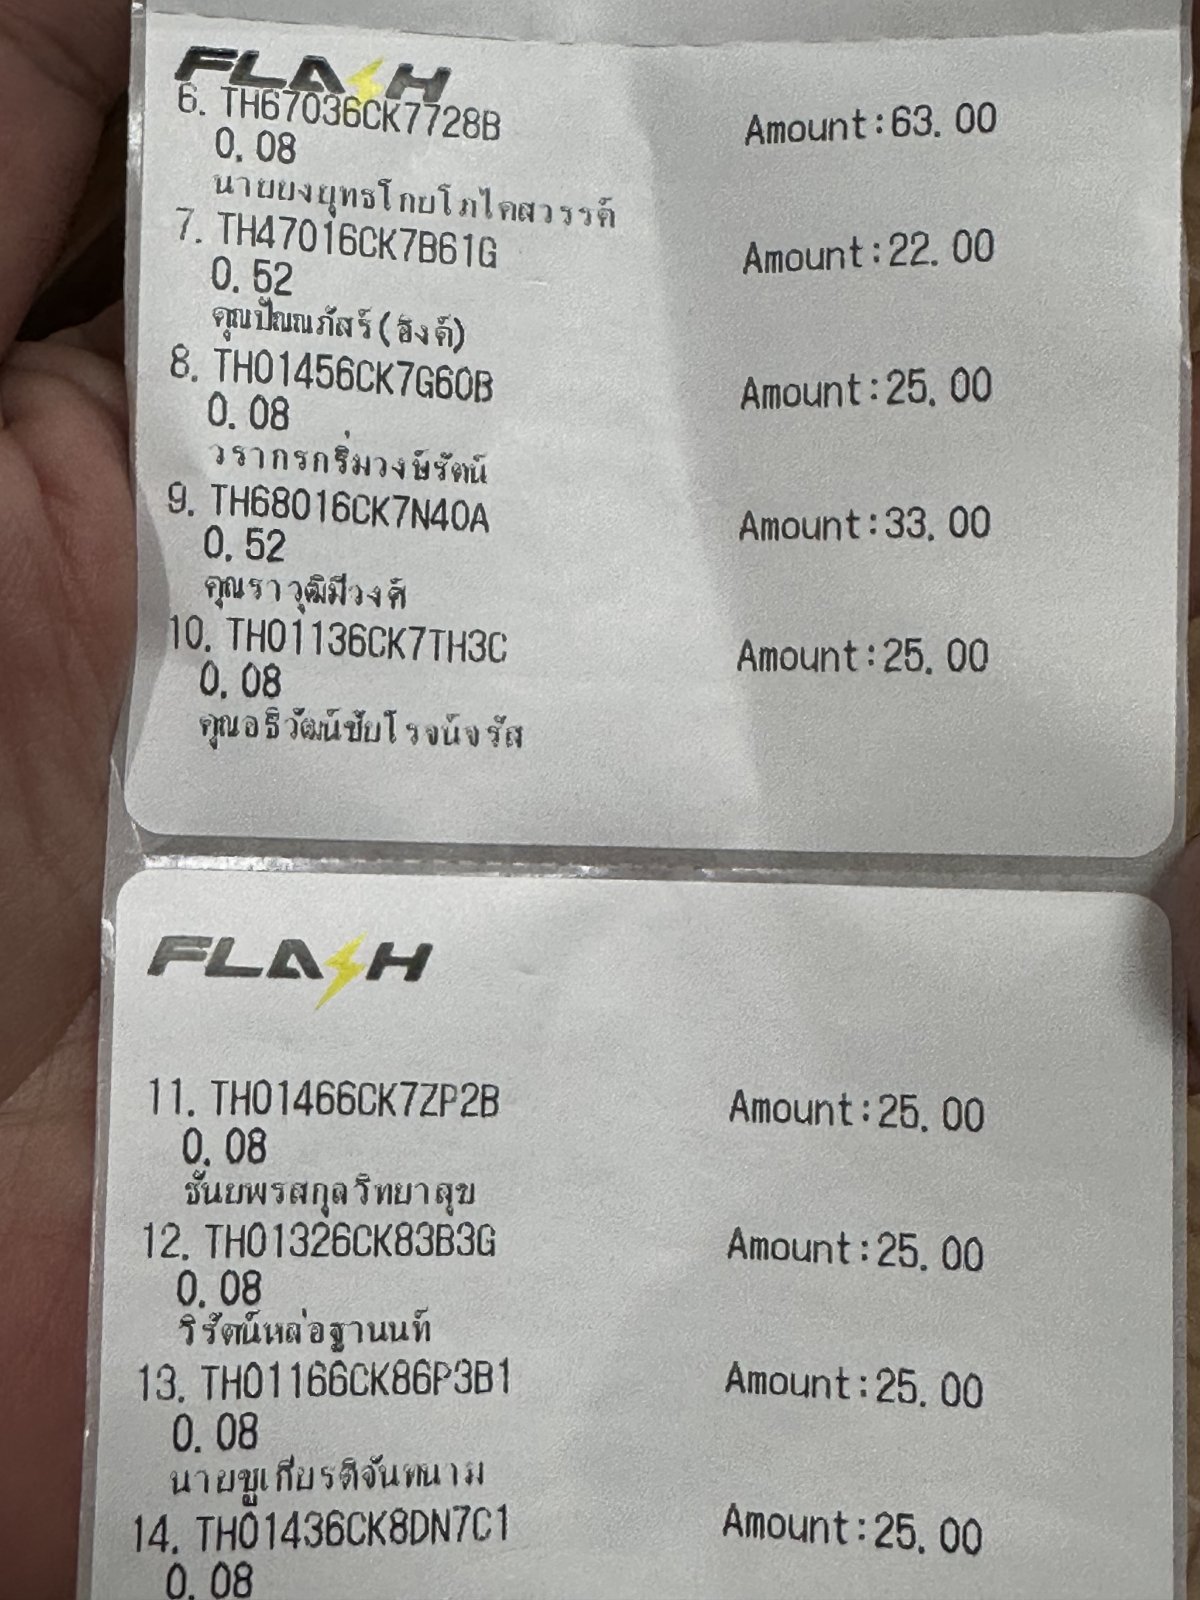 FLASH
6. TH67036CK7728B Amount:63.00
0.08
นายยงยุทธโกยโภไคสวรรค์
7. TH47016CK7B61G Amount:22.00
0.52
คุณปัณณภัสร์(ฮิงค์)
8. TH01456CK7G60B Amount:25.00
0.08
วรากรกริ่มวงษ์รัตน์
9. TH68016CK7N40A Amount:33.00
0.52
คุณราวุฒิมีวงศ์
10. TH01136CK7TH3C Amount:25.00
0.08
คุณอธิวัฒน์ชัยโรจน์จรัส
FLASH
11. TH01466CK7ZP2B Amount:25.00
0.08
ธันยพรสกุลวิทยาสุข
12. TH01326CK83B3G Amount:25.00
0.08
วิรัตน์หล่อฐานนท์
13. TH01166CK86P3B1 Amount:25.00
0.08
นายชูเกียรติจันทนาม
14. TH01436CK8DN7C1 Amount:25.00
0.08